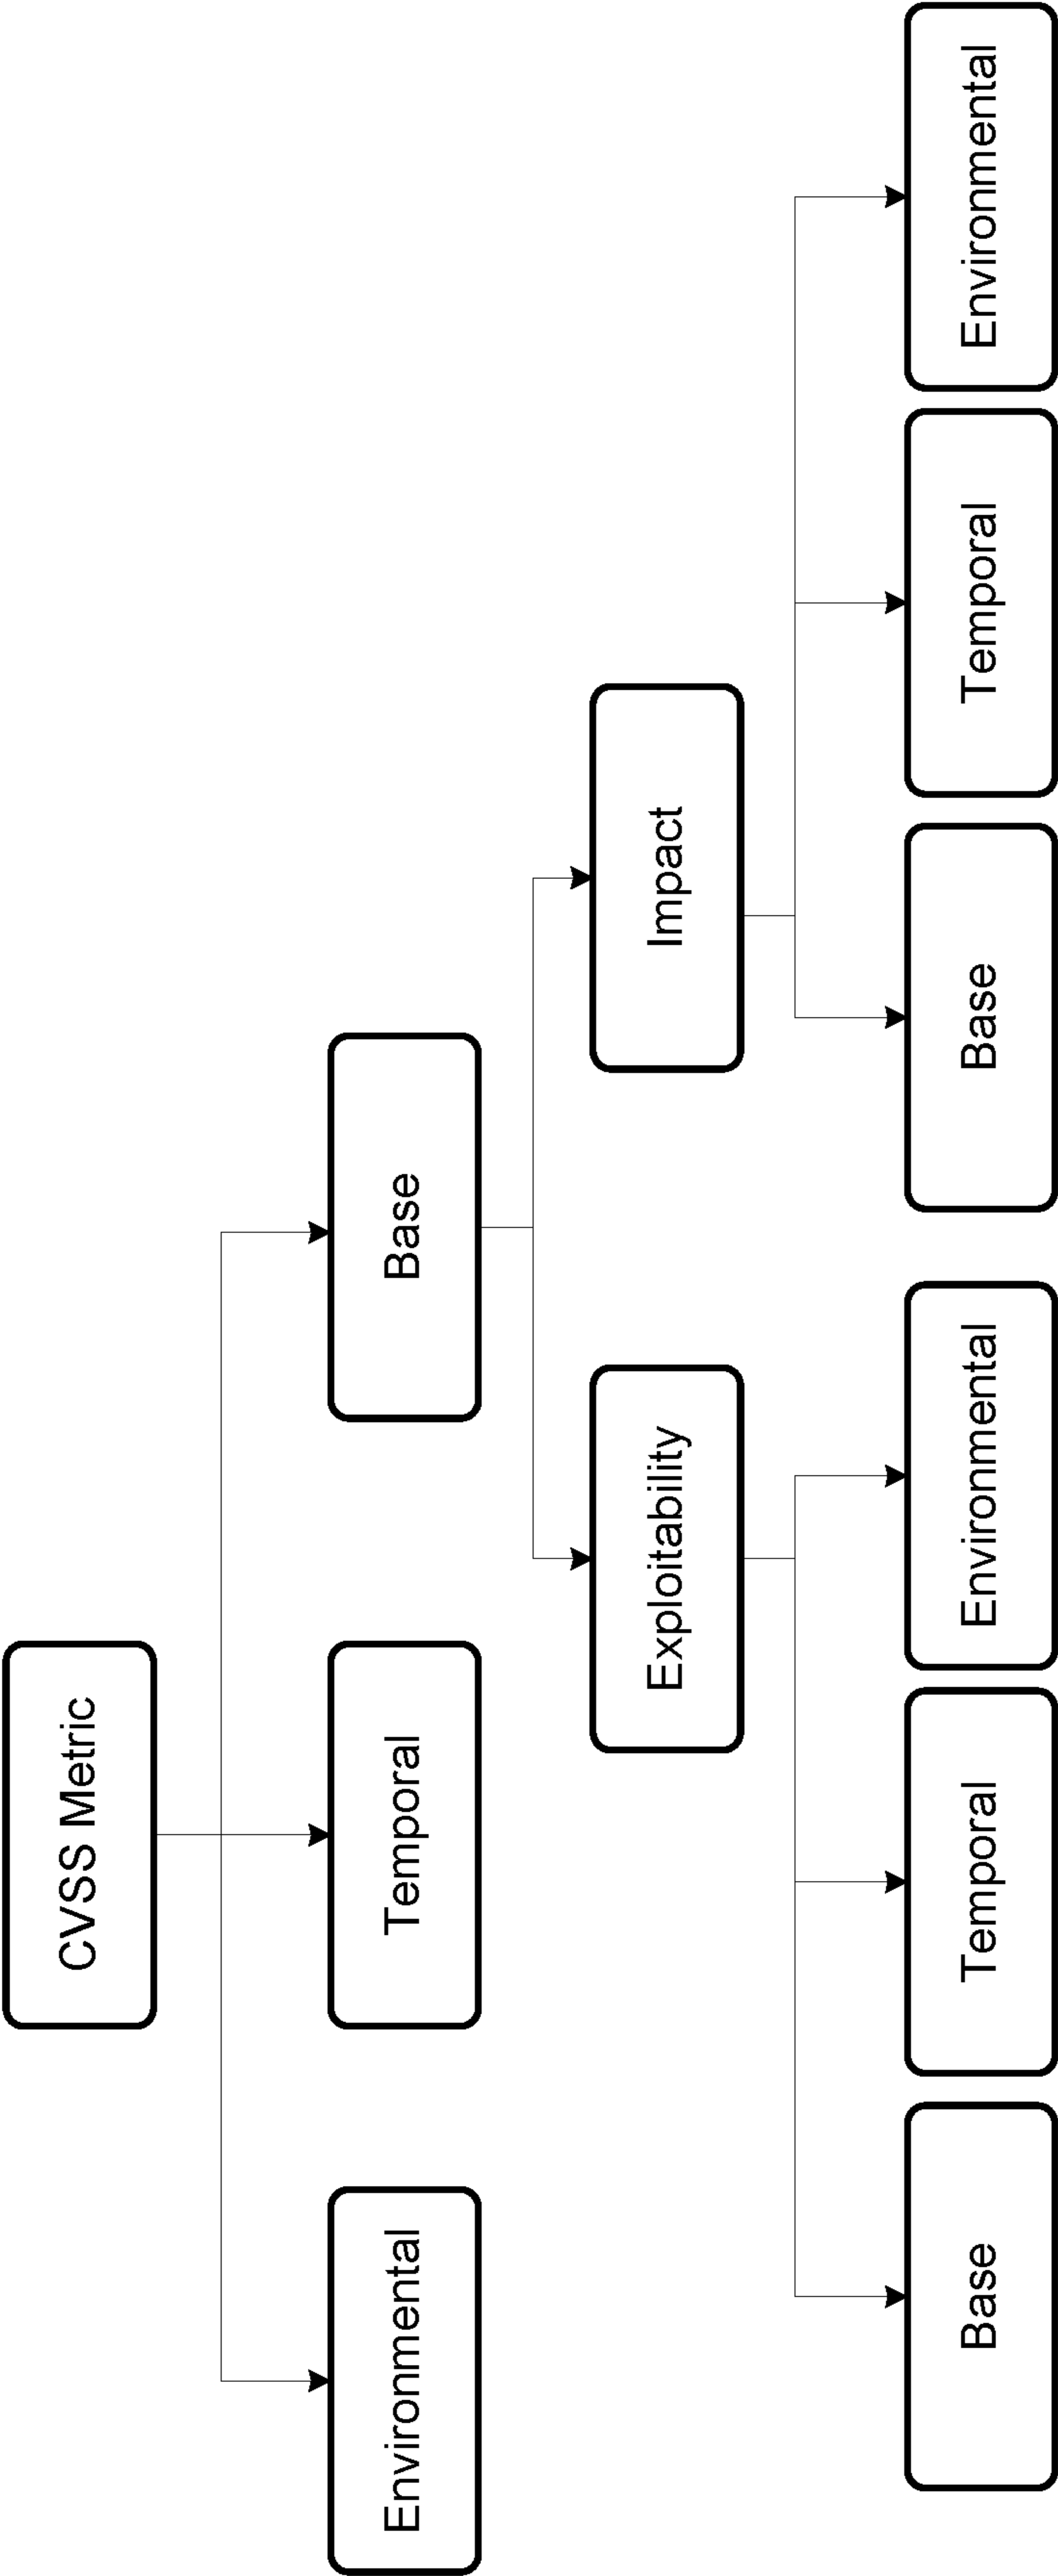 CVSS Metric
Environmental
Temporal
Base
Exploitability
Impact
Base
Temporal
Environmental
Base
Temporal
Environmental